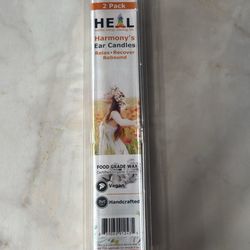 2 Pack
HEAL
Harmony's
Ear Candles
Relax • Recover
Rebound
FOOD GRADE WAX
Vegan
Handcrafted